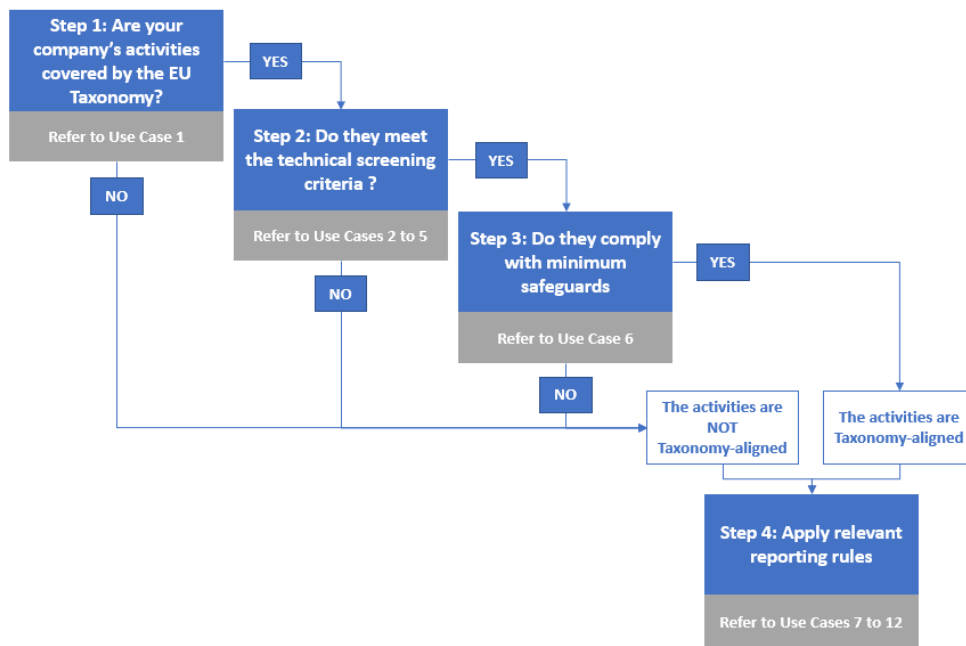 Step 1: Are your
company's activities
covered by the EU
Taxonomy?
Refer to Use Case 1
YES
NO
Step 2: Do they meet
the technical screening
criteria ?
Refer to Use Cases 2 to 5
YES
NO
Step 3: Do they comply
with minimum
safeguards
Refer to Use Case 6
YES
NO
The activities are
NOT
Taxonomy-aligned
The activities are
Taxonomy-aligned
Step 4: Apply relevant
reporting rules
Refer to Use Cases 7 to 12